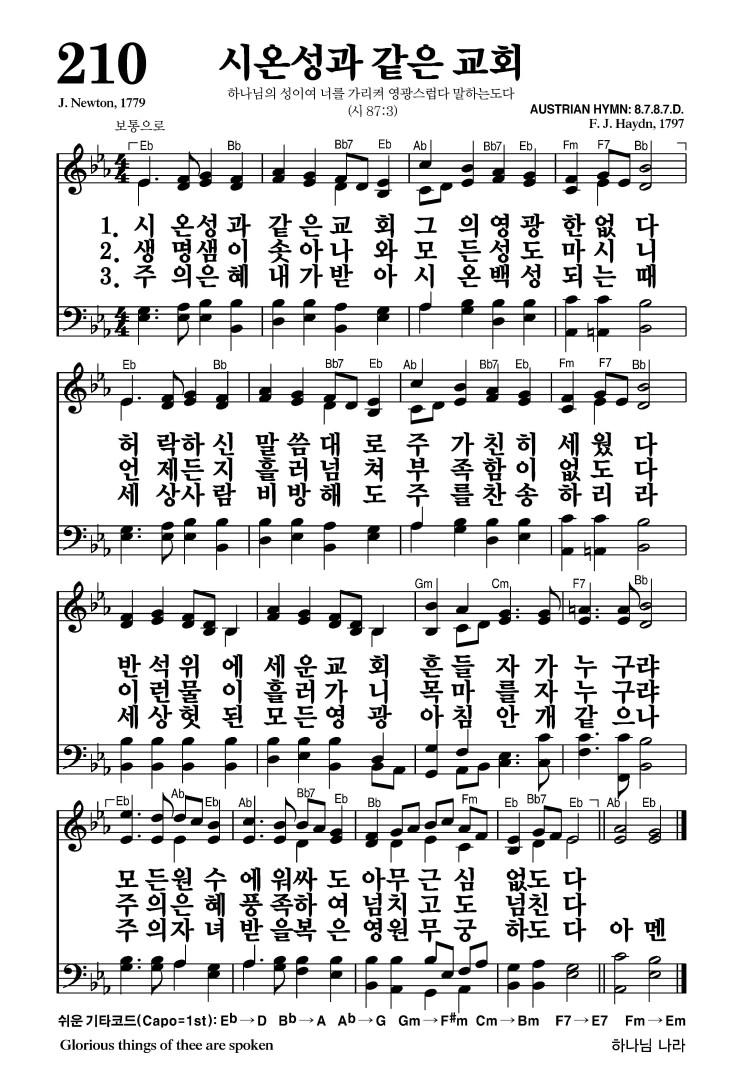 210
시온성과 같은 교회
하나님의 성이여 너를 가리켜 영광스럽다 말하는도다
(시 87:3)
J. Newton, 1779
AUSTRIAN HYMN: 8.7.8.7.D.
F. J. Haydn, 1797
보통으로
Eb Bb Bb7 Eb Ab Bb7 Eb Fm F7 Bb
4/4
1. 시 온성과 같은교 회 그 의영광 한없 다
2. 생 명샘이 솟아나 와 모 든성도 마시 니
3. 주 의은혜 내가받 아 시 온백성 되는 때
4/4
Eb Bb Bb7 Eb Ab Bb7 Eb Fm F7 Bb
허 락하신 말씀대 로 주 가친히 세웠 다
언 제든지 흘러넘 쳐 부 족함이 없도 다
세 상사람 비방해 도 주 를찬송 하리 라
Gm Cm F7 Bb
반석위 에 세운교 회 흔들 자 가 누 구랴
이런물 이 흘러가 니 목마 를 자 누 구랴
세상헛 된 모든영 광 아침 안 개 같 으나
Eb Ab Eb Ab Bb7 Eb Bb Fm Eb Bb7 Eb Ab Eb
모 든원 수 에 워싸 도 아무 근 심 없도 다
주 의은 혜 풍 족하 여 넘치 고 도 넘친 다
주 의자 녀 받 을복 은 영원 무 궁 하도 다 아 멘
쉬운 기타코드(Capo=1st): Eb→D Bb→A Ab→G Gm→F#m Cm→Bm F7→E7 Fm→Em
Glorious things of thee are spoken
하나님 나라